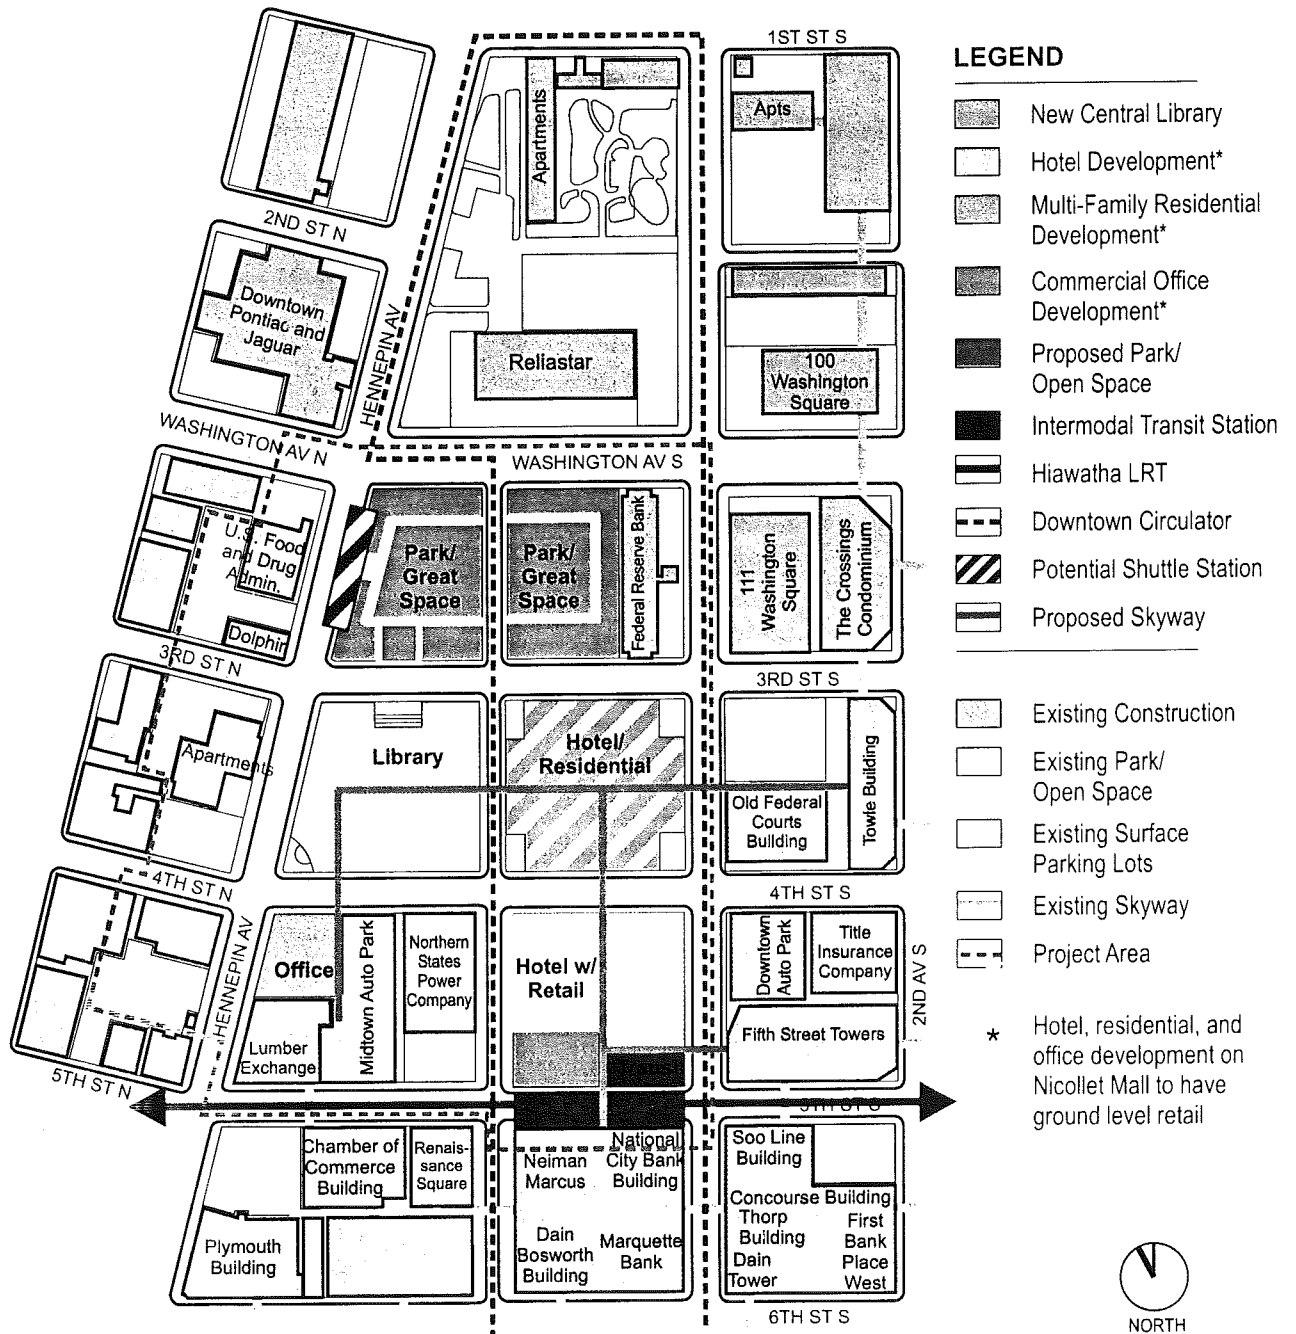 1ST ST S
Apartments
Apts
2ND ST N
Downtown
Pontiac and
Jaguar
HENNEPIN AV
Reliastar
100
Washington
Square
WASHINGTON AV N
WASHINGTON AV S
U.S. Food
and Drug
Admin.
Dolphin
Park/
Great
Space
Park/
Great
Space
Federal Reserve Bank
111
Washington
Square
The Crossings
Condominium
3RD ST N
3RD ST S
Apartments
Library
Hotel/
Residential
Old Federal
Courts
Building
Towle Building
4TH ST N
4TH ST S
HENNEPIN AV
Office
Midtown Auto Park
Northern
States
Power
Company
Lumber
Exchange
Hotel w/
Retail
Downtown
Auto Park
Title
Insurance
Company
Fifth Street Towers
2ND AV S
5TH ST N
5TH ST S
Chamber of
Commerce
Building
Renais-
sance
Square
Plymouth
Building
Neiman
Marcus
National
City Bank
Building
Dain
Bosworth
Building
Marquette
Bank
Soo Line
Building
Concourse Building
Thorp
Building
First
Bank
Place
West
Dain
Tower
6TH ST S
LEGEND
New Central Library
Hotel Development*
Multi-Family Residential
Development*
Commercial Office
Development*
Proposed Park/
Open Space
Intermodal Transit Station
Hiawatha LRT
Downtown Circulator
Potential Shuttle Station
Proposed Skyway
Existing Construction
Existing Park/
Open Space
Existing Surface
Parking Lots
Existing Skyway
Project Area
* Hotel, residential, and
office development on
Nicollet Mall to have
ground level retail
NORTH